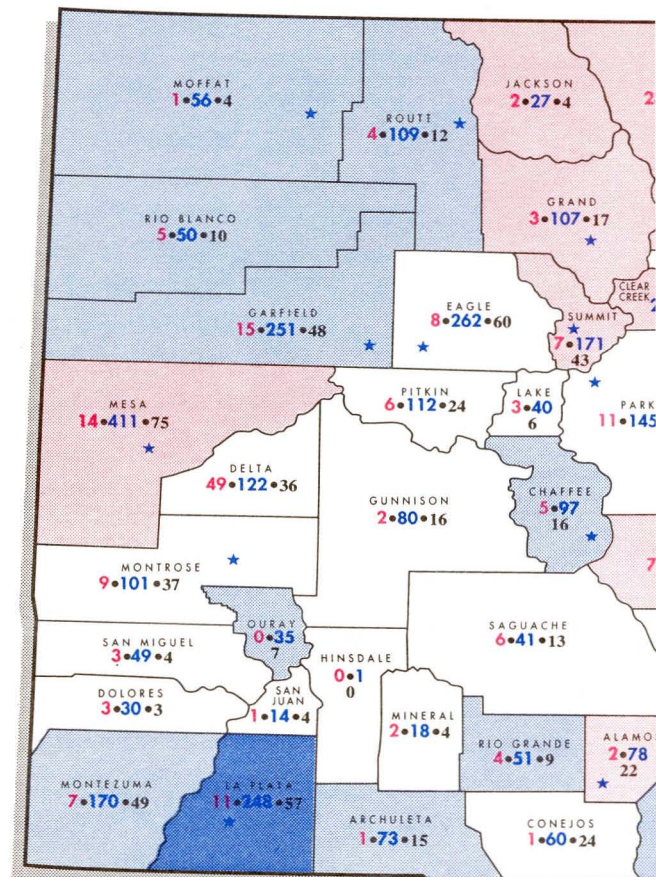 MOFFAT
1•56•4
ROUTT
4•109•12
JACKSON
2•27•4
RIO BLANCO
5•50•10
GRAND
3•107•17
GARFIELD
15•251•48
EAGLE
8•262•60
CLEAR
CREEK
SUMMIT
7•171
43
MESA
14•411•75
PITKIN
6•112•24
LAKE
3•40
6
PARK
11•145
DELTA
49•122•36
GUNNISON
2•80•16
CHAFFEE
5•97
16
MONTROSE
9•101•37
OURAY
0•35
7
SAGUACHE
6•41•13
SAN MIGUEL
3•49•4
HINSDALE
0•1
0
DOLORES
3•30•3
SAN
JUAN
1•14•4
MINERAL
2•18•4
RIO GRANDE
4•51•9
ALAMOS
2•78
22
MONTEZUMA
7•170•49
LA PLATA
11•248•57
ARCHULETA
1•73•15
CONEJOS
1•60•24